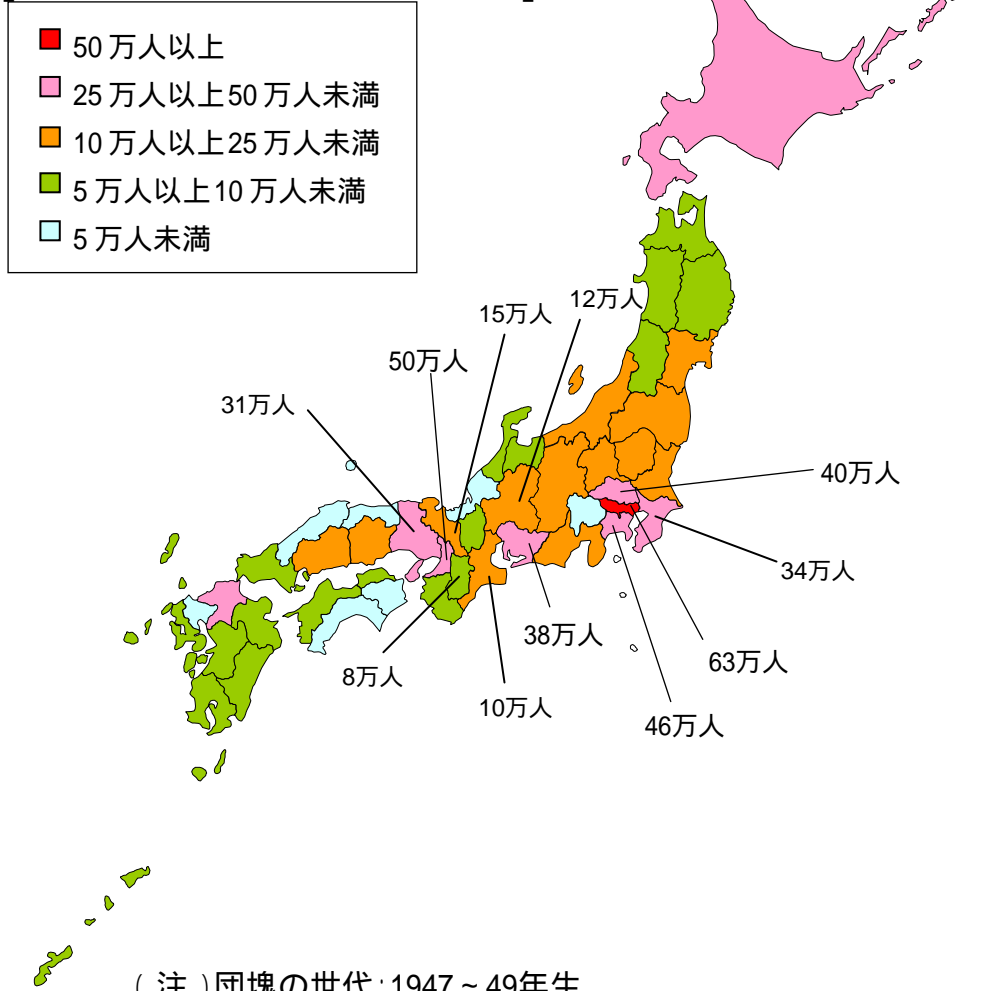 50万人以上
25万人以上50万人未満
10万人以上25万人未満
5万人以上10万人未満
5万人未満
12万人
15万人
50万人
31万人
40万人
34万人
38万人
63万人
8万人
10万人
46万人
(注)団塊の世代：1947～49年生